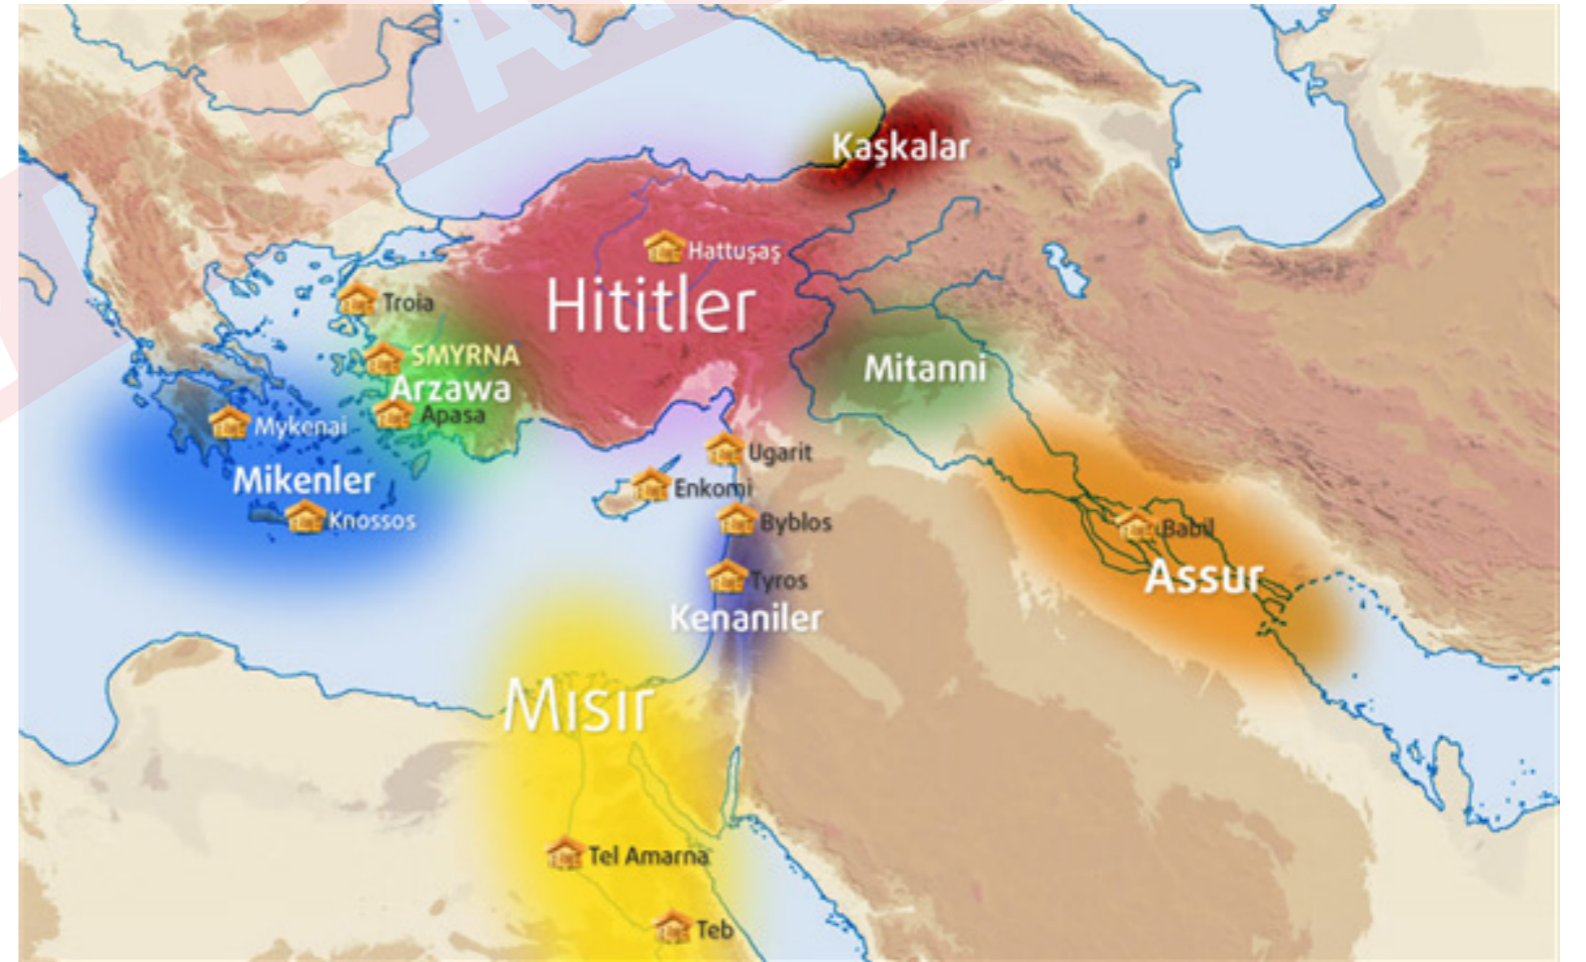 Kaşkalar
Hattuşaş
Hititler
Troia
SMYRNA
Arzawa
Apasa
Mitanni
Mykenai
Mikenler
Knossos
Ugarit
Enkomi
Byblos
Tyros
Kenaniler
Babil
Assur
Mısır
Tel Amarna
Teb